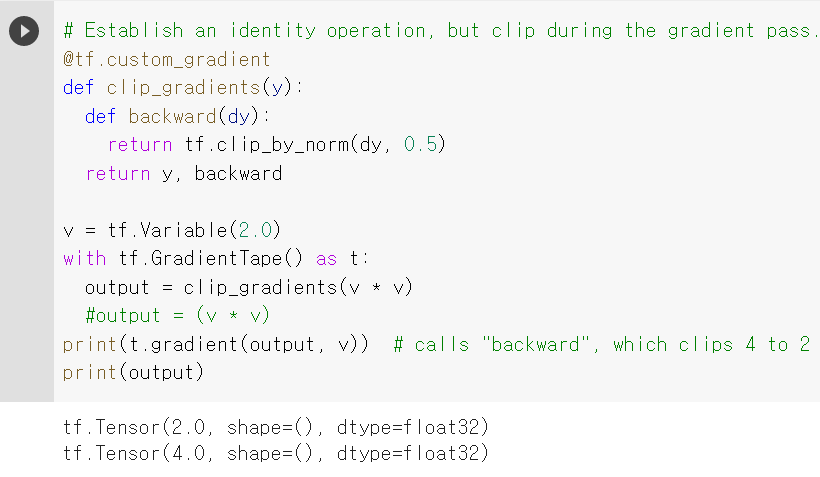 # Establish an identity operation, but clip during the gradient pass.
@tf.custom_gradient
def clip_gradients(y):
  def backward(dy):
    return tf.clip_by_norm(dy, 0.5)
  return y, backward

v = tf.Variable(2.0)
with tf.GradientTape() as t:
  output = clip_gradients(v * v)
  #output = (v * v)
print(t.gradient(output, v))  # calls "backward", which clips 4 to 2
print(output)
tf.Tensor(2.0, shape=(), dtype=float32)
tf.Tensor(4.0, shape=(), dtype=float32)